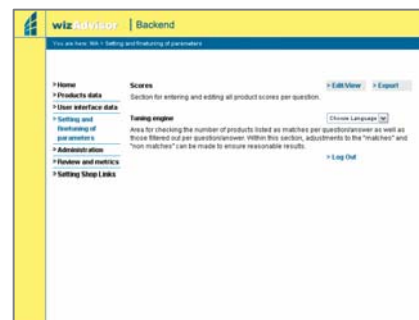 wizAdvisor | Backend
You are here: WA > Setting and finetuning of parameters
Home
Products data
User interface data
Setting and
finetuning of
parameters
Administration
Review and metrics
Setting Shop Links
Scores
Edit/View
Export
Section for entering and editing all product scores per question.
Tuning engine
Choose Language
Area for checking the number of products listed as matches per question/answer as well as
those filtered out per question/answer. Within this section, adjustments to the "matches" and
"non matches" can be made to ensure reasonable results.
Log Out